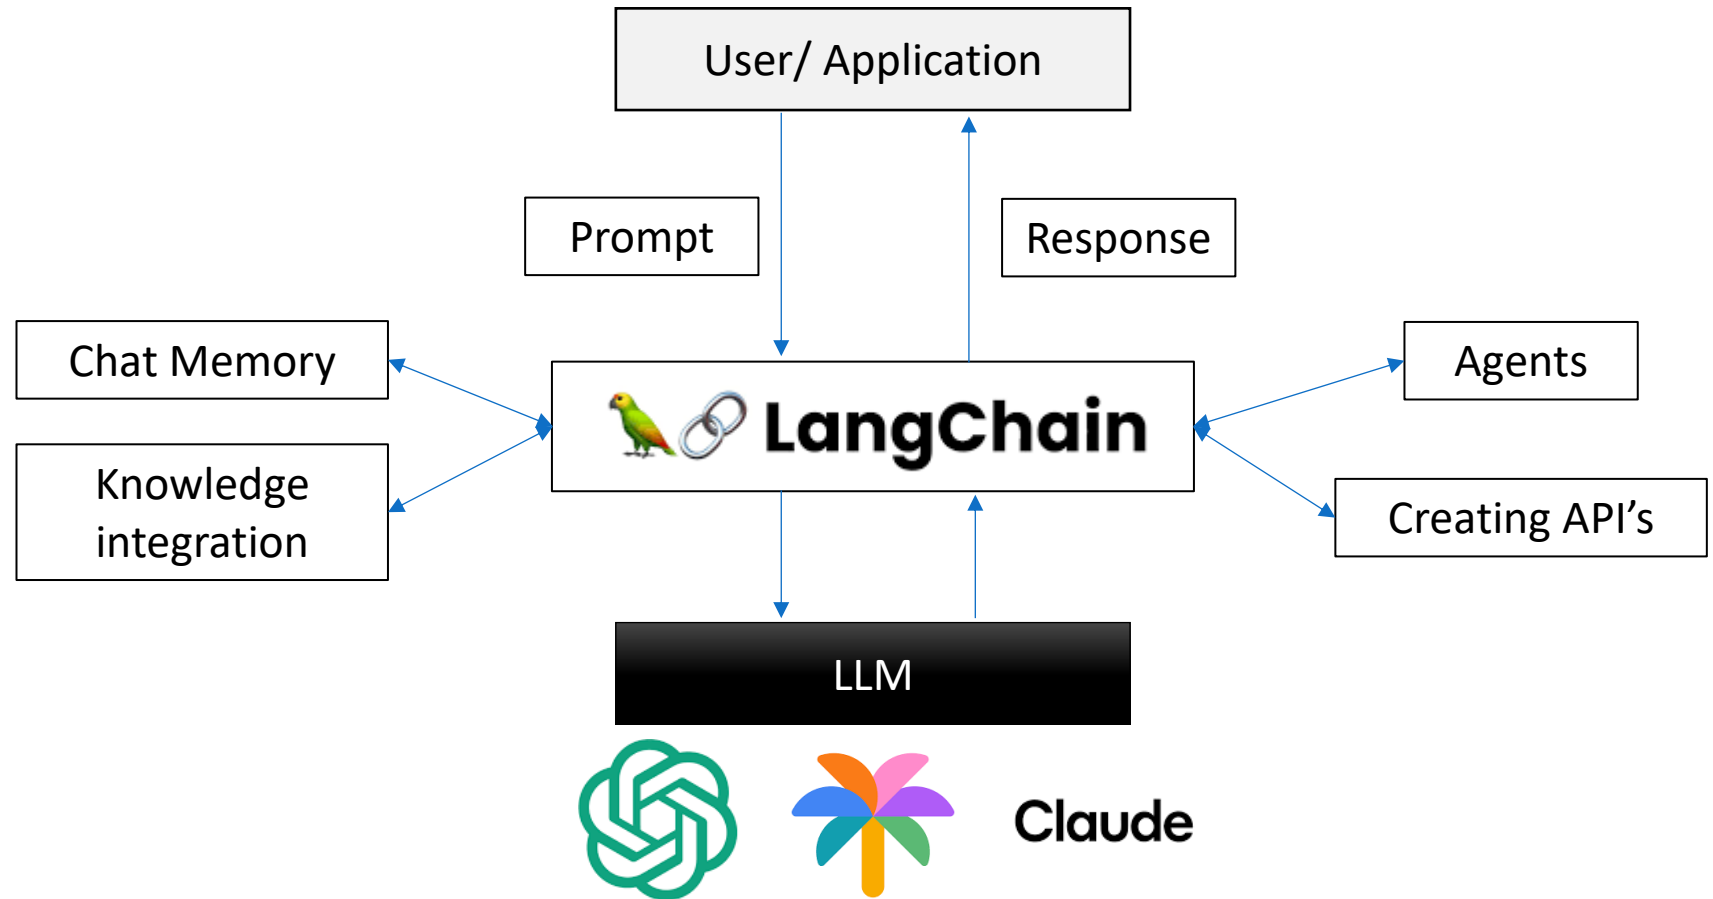 User/ Application
Prompt
Response
Chat Memory
Agents
LangChain
Knowledge
integration
Creating API’s
LLM
Claude